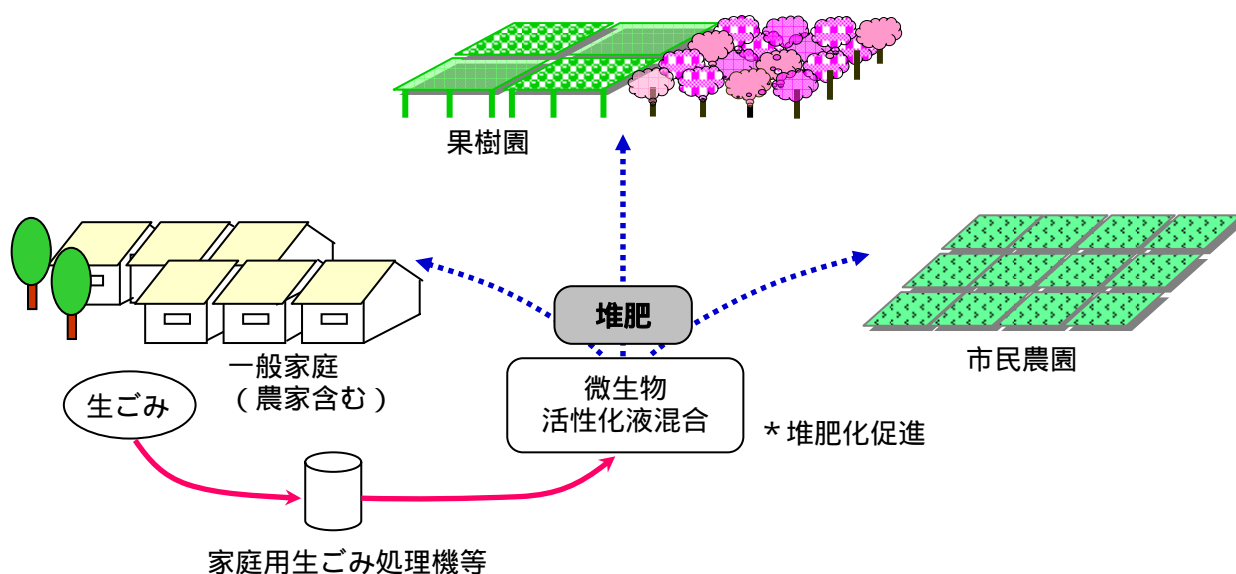 果樹園
堆肥
一般家庭
（農家含む）
市民農園
生ごみ
微生物
活性化液混合
＊堆肥化促進
家庭用生ごみ処理機等